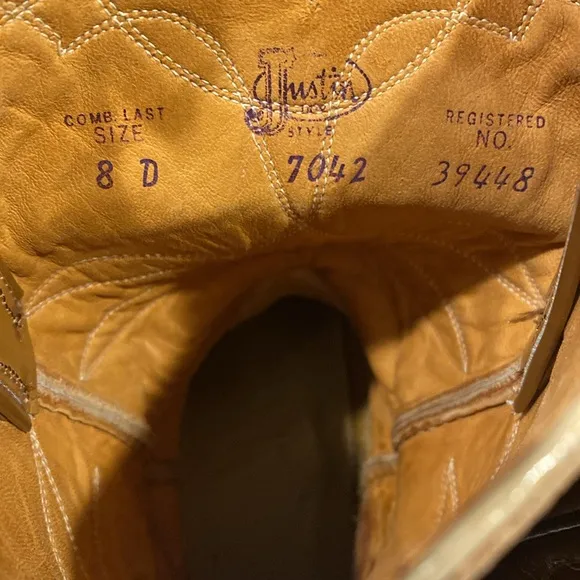 Justin
STYLE
COMB. LAST
SIZE
8 D
7042
REGISTERED
NO.
39448